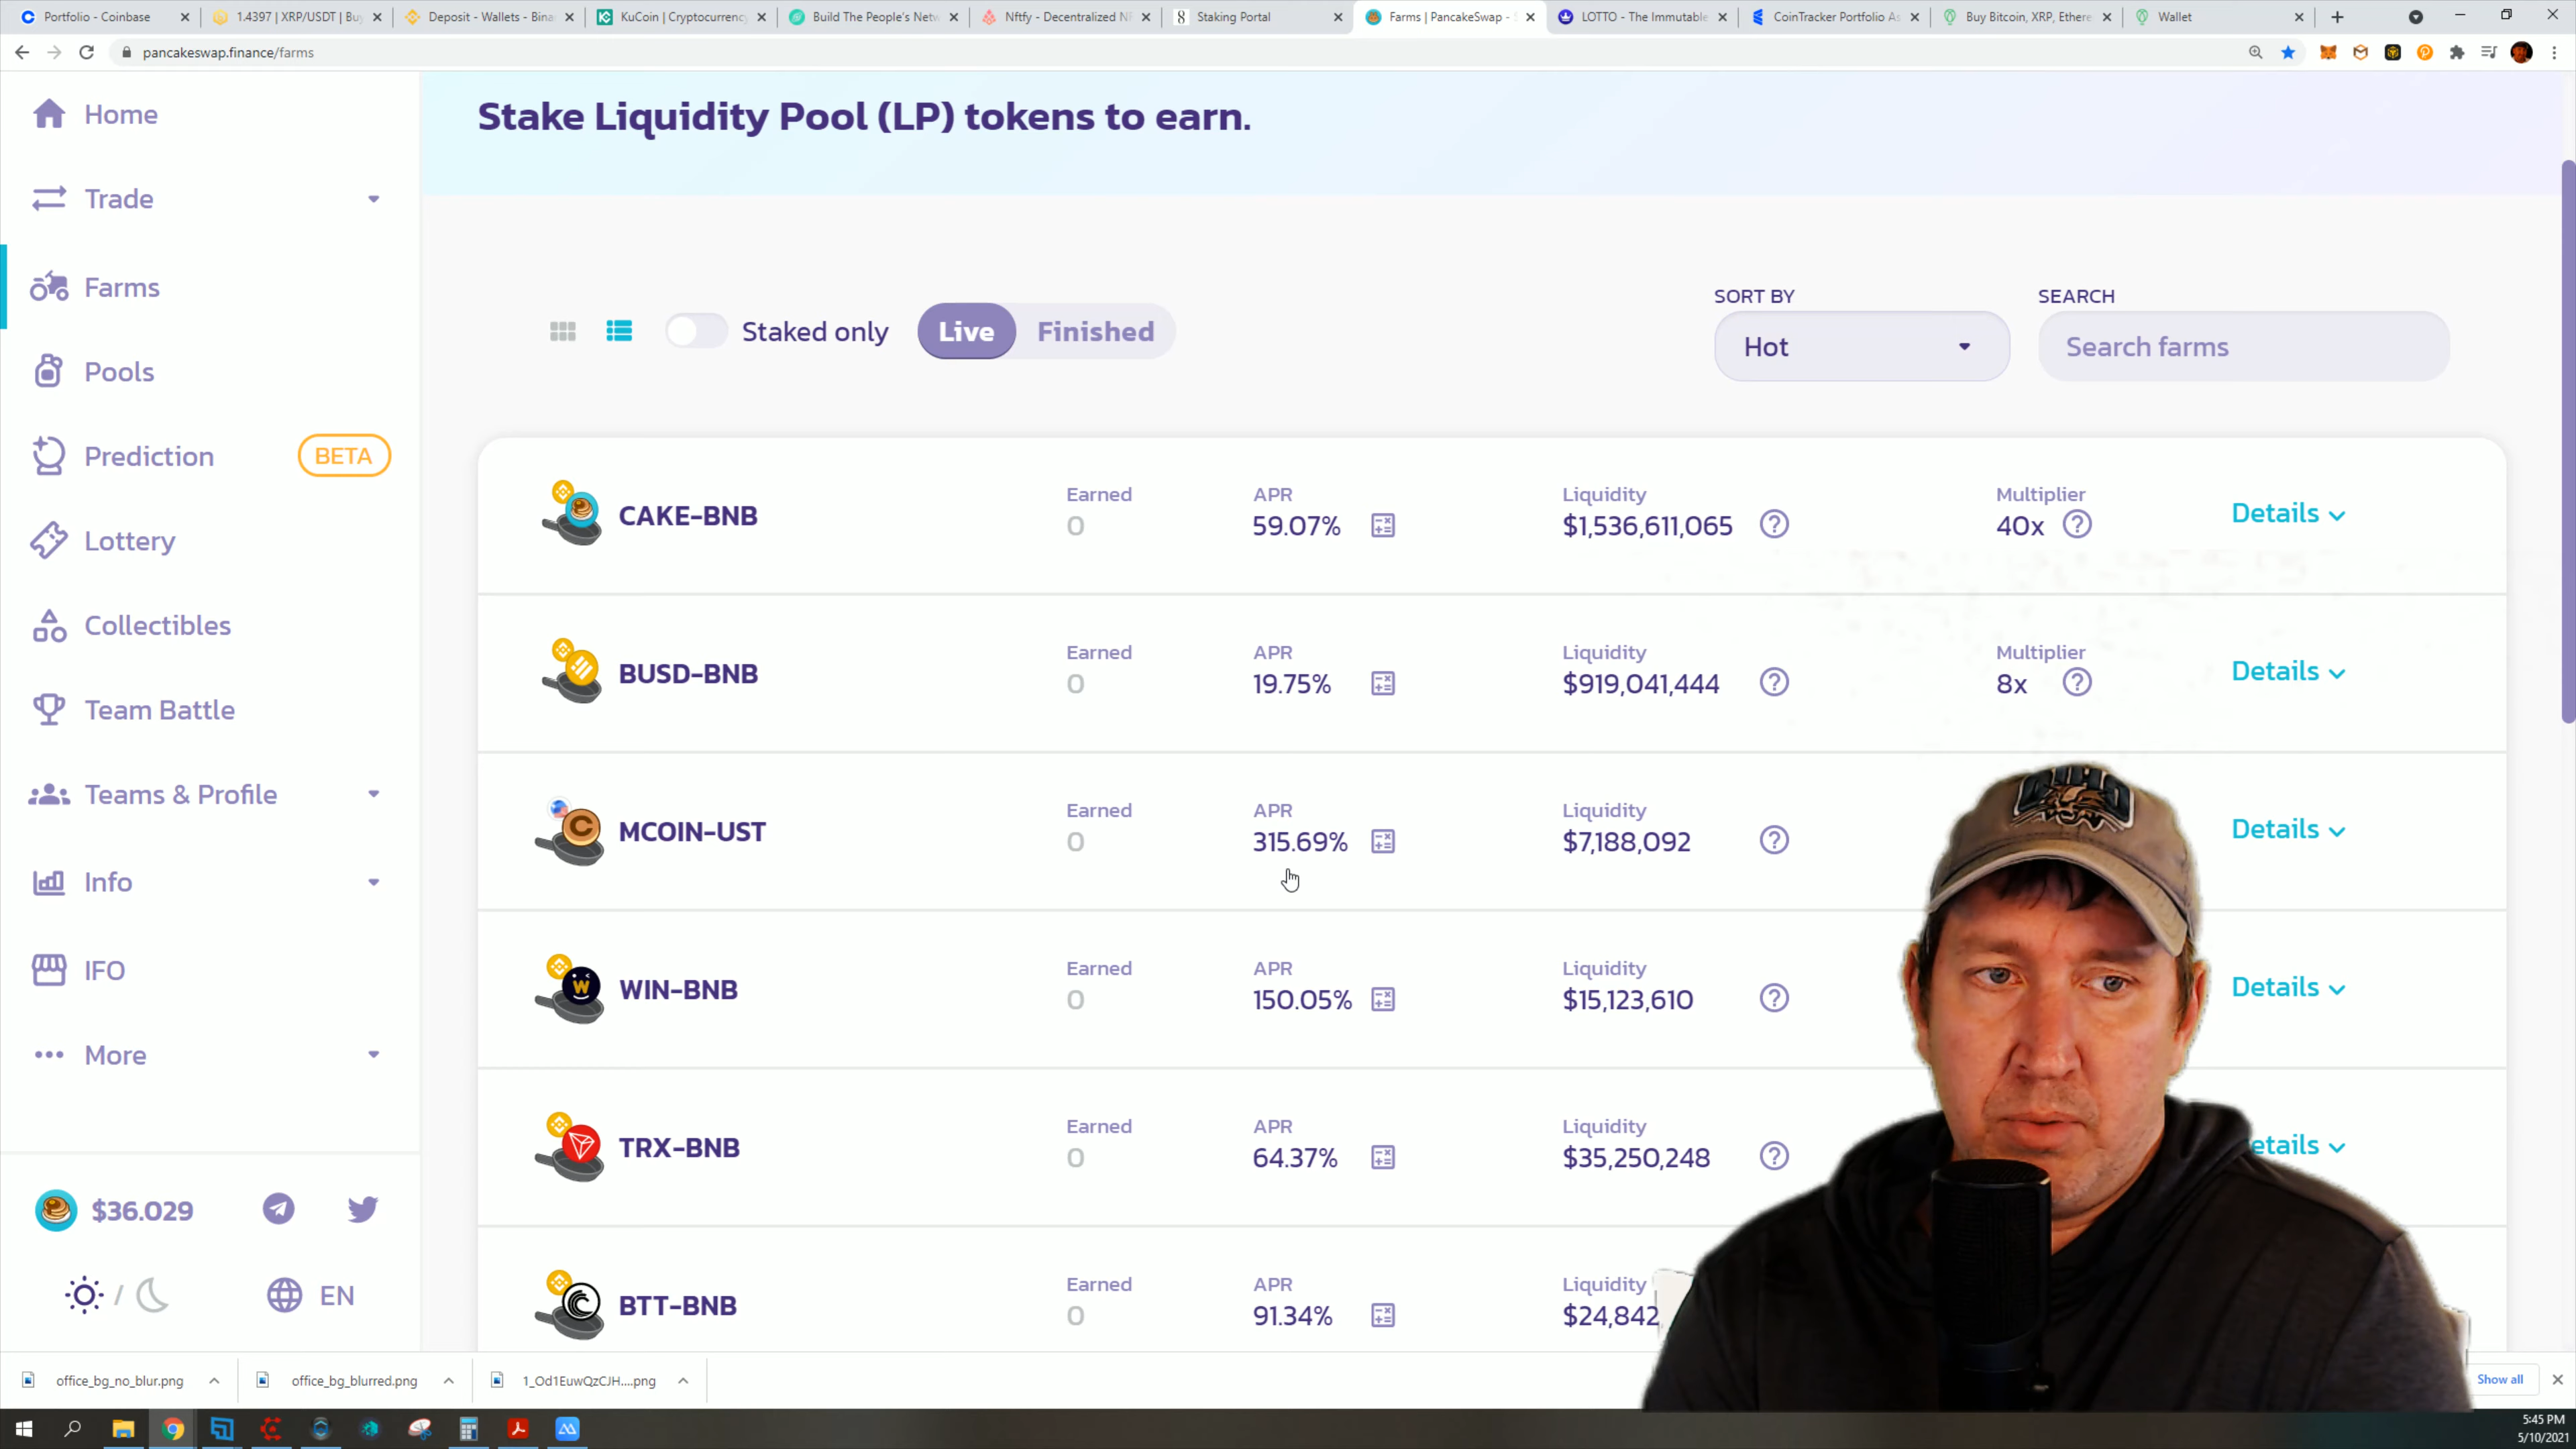 Portfolio - Coinbase
1.4397 | XRP/USDT | Bu
Deposit - Wallets - Bina
KuCoin | Cryptocurrency
Build The People's Netw
Nftfy - Decentralized NF
Staking Portal
Farms | PancakeSwap -
LOTTO - The Immutable
CoinTracker Portfolio As
Buy Bitcoin, XRP, Ethere
Wallet
pancakeswap.finance/farms
Home
Trade
Farms
Pools
Prediction BETA
Lottery
Collectibles
Team Battle
Teams & Profile
Info
IFO
More
$36.029
/ EN
Stake Liquidity Pool (LP) tokens to earn.
Staked only Live Finished
SORT BY
Hot
SEARCH
Search farms
CAKE-BNB
Earned
0
APR
59.07%
Liquidity
$1,536,611,065
Multiplier
40x
Details
BUSD-BNB
Earned
0
APR
19.75%
Liquidity
$919,041,444
Multiplier
8x
Details
MCOIN-UST
Earned
0
APR
315.69%
Liquidity
$7,188,092
Details
WIN-BNB
Earned
0
APR
150.05%
Liquidity
$15,123,610
Details
TRX-BNB
Earned
0
APR
64.37%
Liquidity
$35,250,248
etails
BTT-BNB
Earned
0
APR
91.34%
Liquidity
$24,842
office_bg_no_blur.png
office_bg_blurred.png
1_Od1EuwQzCJH....png
Show all
5:45 PM
5/10/2021